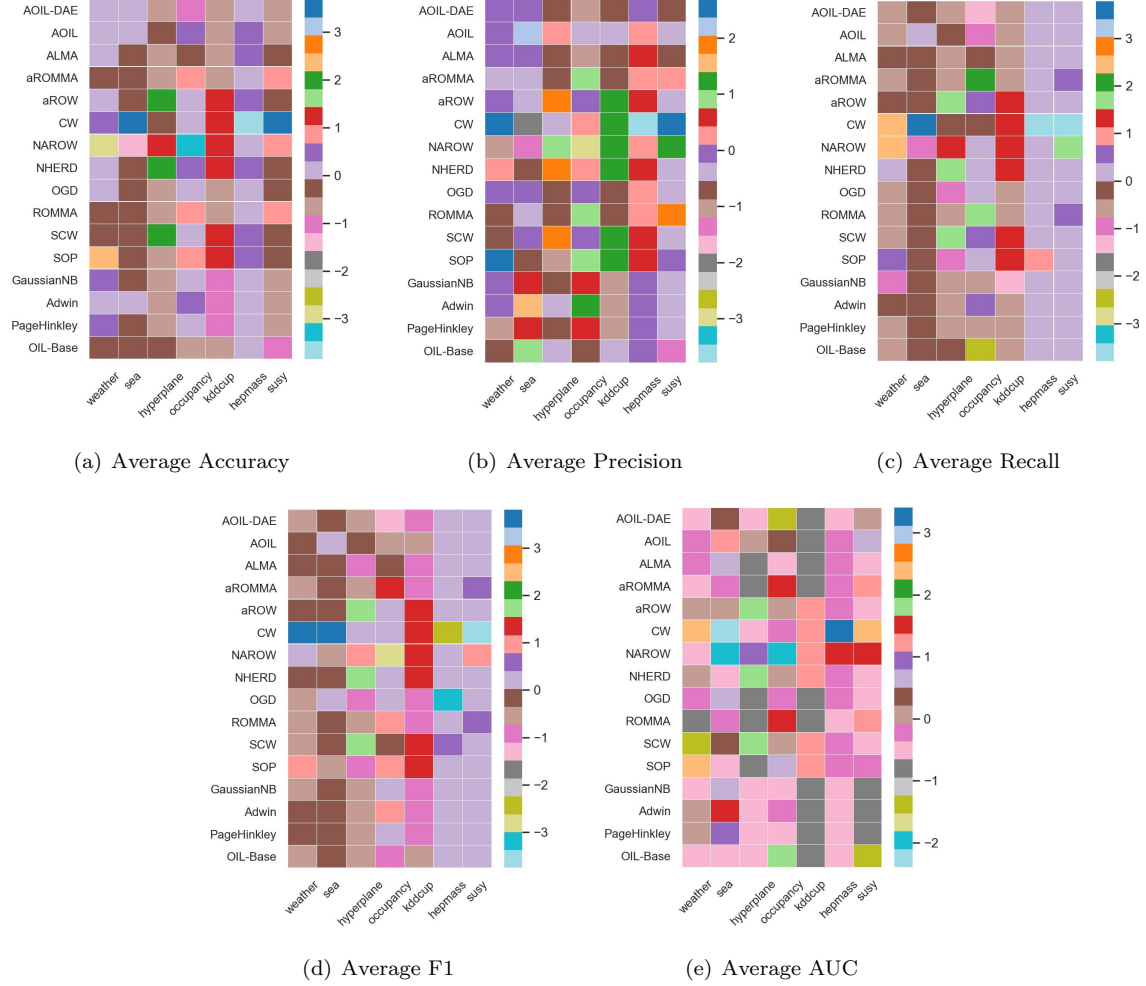 AOIL-DAE
AOIL
ALMA
aROMMA
aROW
CW
NAROW
NHERD
OGD
ROMMA
SCW
SOP
GaussianNB
Adwin
PageHinkley
OIL-Base
weather
sea
hyperplane
occupancy
kddcup
hepmass
susy
3
2
1
0
−1
−2
−3
(a) Average Accuracy
AOIL-DAE
AOIL
ALMA
aROMMA
aROW
CW
NAROW
NHERD
OGD
ROMMA
SCW
SOP
GaussianNB
Adwin
PageHinkley
OIL-Base
weather
sea
hyperplane
occupancy
kddcup
hepmass
susy
2
1
0
−1
−2
−3
(b) Average Precision
AOIL-DAE
AOIL
ALMA
aROMMA
aROW
CW
NAROW
NHERD
OGD
ROMMA
SCW
SOP
GaussianNB
Adwin
PageHinkley
OIL-Base
weather
sea
hyperplane
occupancy
kddcup
hepmass
susy
3
2
1
0
−1
−2
−3
(c) Average Recall
AOIL-DAE
AOIL
ALMA
aROMMA
aROW
CW
NAROW
NHERD
OGD
ROMMA
SCW
SOP
GaussianNB
Adwin
PageHinkley
OIL-Base
weather
sea
hyperplane
occupancy
kddcup
hepmass
susy
3
2
1
0
−1
−2
−3
(d) Average F1
AOIL-DAE
AOIL
ALMA
aROMMA
aROW
CW
NAROW
NHERD
OGD
ROMMA
SCW
SOP
GaussianNB
Adwin
PageHinkley
OIL-Base
weather
sea
hyperplane
occupancy
kddcup
hepmass
susy
3
2
1
0
−1
−2
(e) Average AUC